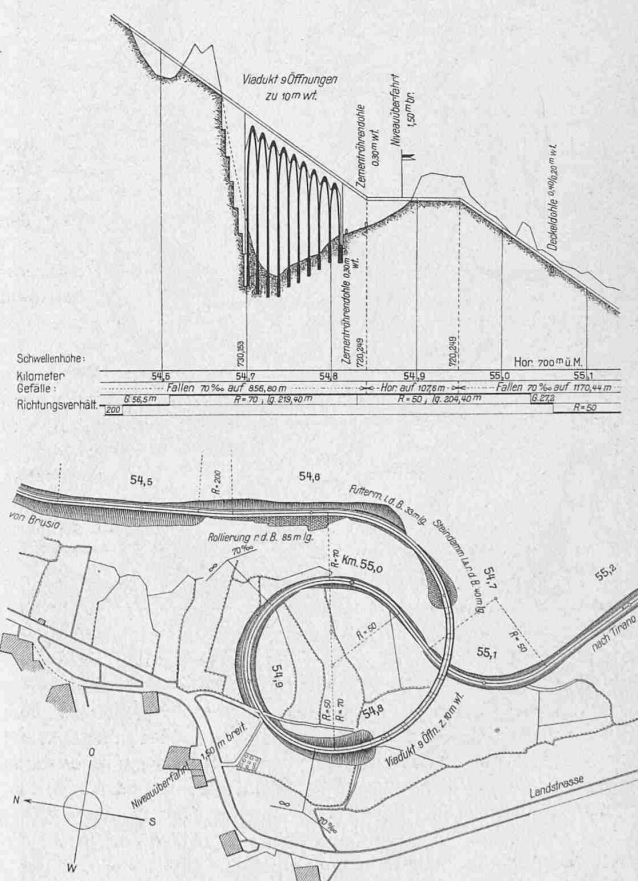 Viadukt 9 Öffnungen
zu 10 m wt.
Zementröhrendohle
0,30 m wt.
Niveauüberfahrt
1,50 m br.
Deckeldohle 0,40/0,20 m wt.
Zementröhrendohle 0,30 m
wt.
730,153
720,249
720,249
Schwellenhöhe:
Hor. 700 m ü. M.
Kilometer
54,6
54,7
54,8
54,9
55,0
55,1
Gefälle:
Fallen 70 ‰ auf 856,80 m
Hor. auf 107,6 m
Fallen 70 ‰ auf 1170,44 m
Richtungsverhält.
200
G. 56,5 m
R = 70, lg. 219,40 m
R = 50, lg. 204,40 m
G. 27,2
R = 50
54,5
R = 200
54,6
Futterm. i. d. B. 33 m lg.
von Brusio
Rollierung r. d. B. 85 m lg.
70 ‰
∞
R = 70
Km. 55,0
Steindamm l. & r. d. B. 40 m lg.
54,7
55,2
R = 50
R = 50
nach Tirano
55,1
54,9
R = 50
R = 70
54,8
Viadukt 9 Öffn. z. 10 m wt.
Niveauüberfahrt 1,50 m breit.
∞
70 ‰
Landstrasse
O
N
S
W